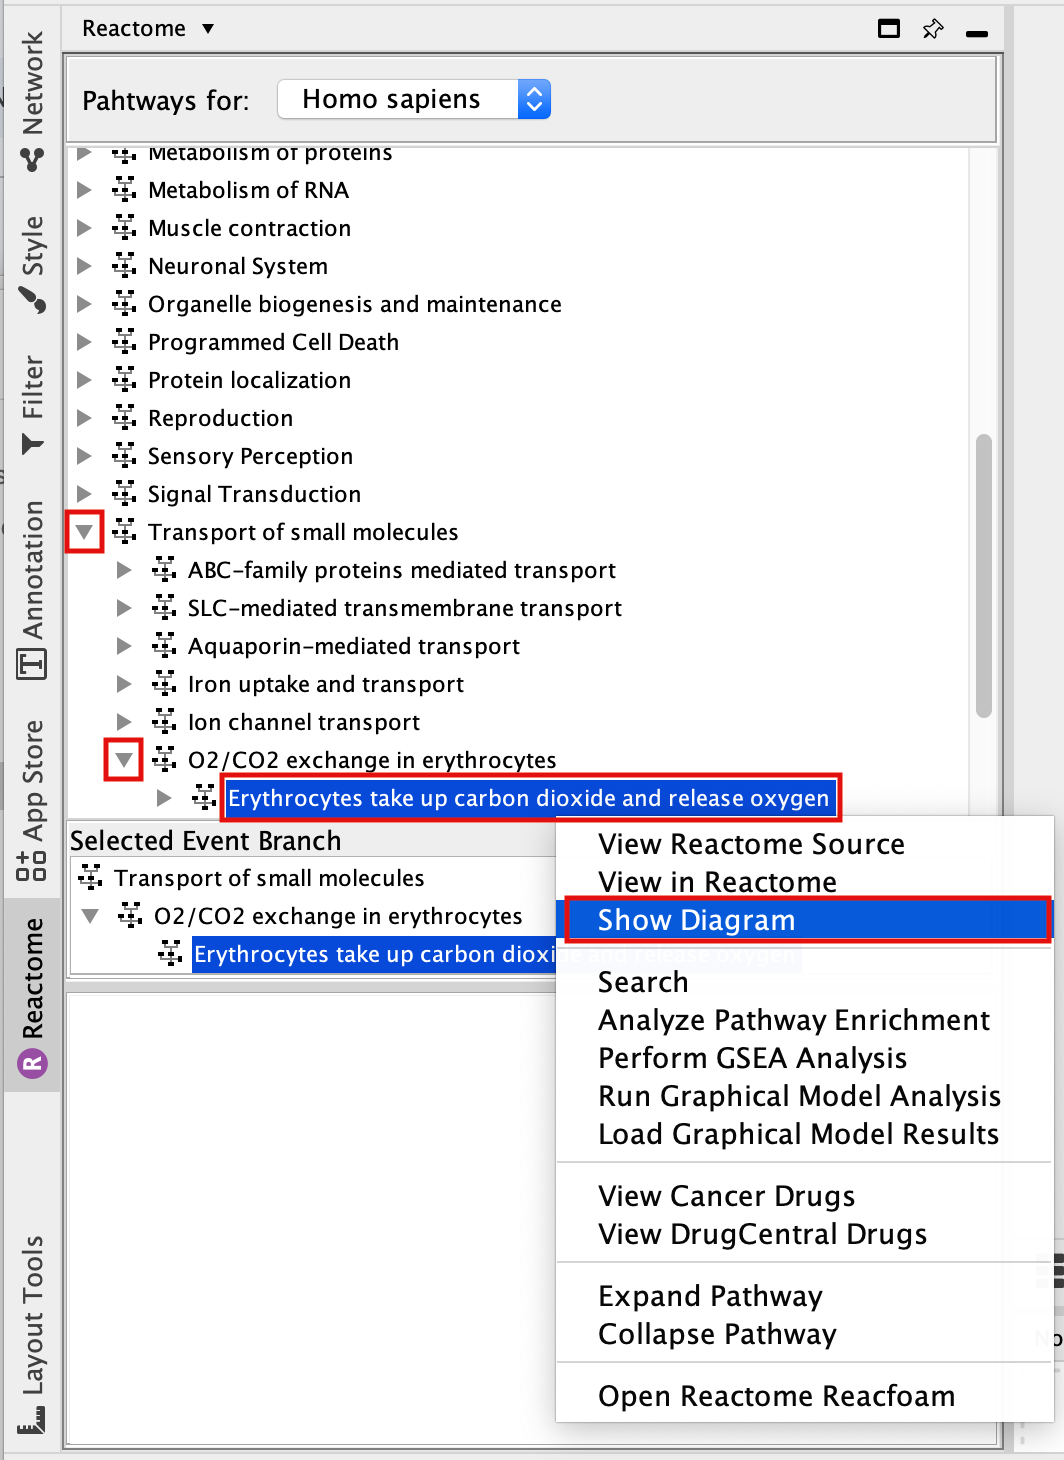 Reactome
Pahtways for:
Homo sapiens
Metabolism of proteins
Metabolism of RNA
Muscle contraction
Neuronal System
Organelle biogenesis and maintenance
Programmed Cell Death
Protein localization
Reproduction
Sensory Perception
Signal Transduction
Transport of small molecules
ABC-family proteins mediated transport
SLC-mediated transmembrane transport
Aquaporin-mediated transport
Iron uptake and transport
Ion channel transport
O2/CO2 exchange in erythrocytes
Erythrocytes take up carbon dioxide and release oxygen
Selected Event Branch
Transport of small molecules
O2/CO2 exchange in erythrocytes
Erythrocytes take up carbon dioxide and release oxygen
View Reactome Source
View in Reactome
Show Diagram
Search
Analyze Pathway Enrichment
Perform GSEA Analysis
Run Graphical Model Analysis
Load Graphical Model Results
View Cancer Drugs
View DrugCentral Drugs
Expand Pathway
Collapse Pathway
Open Reactome Reacfoam
Network
Style
Filter
Annotation
T
App Store
Reactome
R
Layout Tools